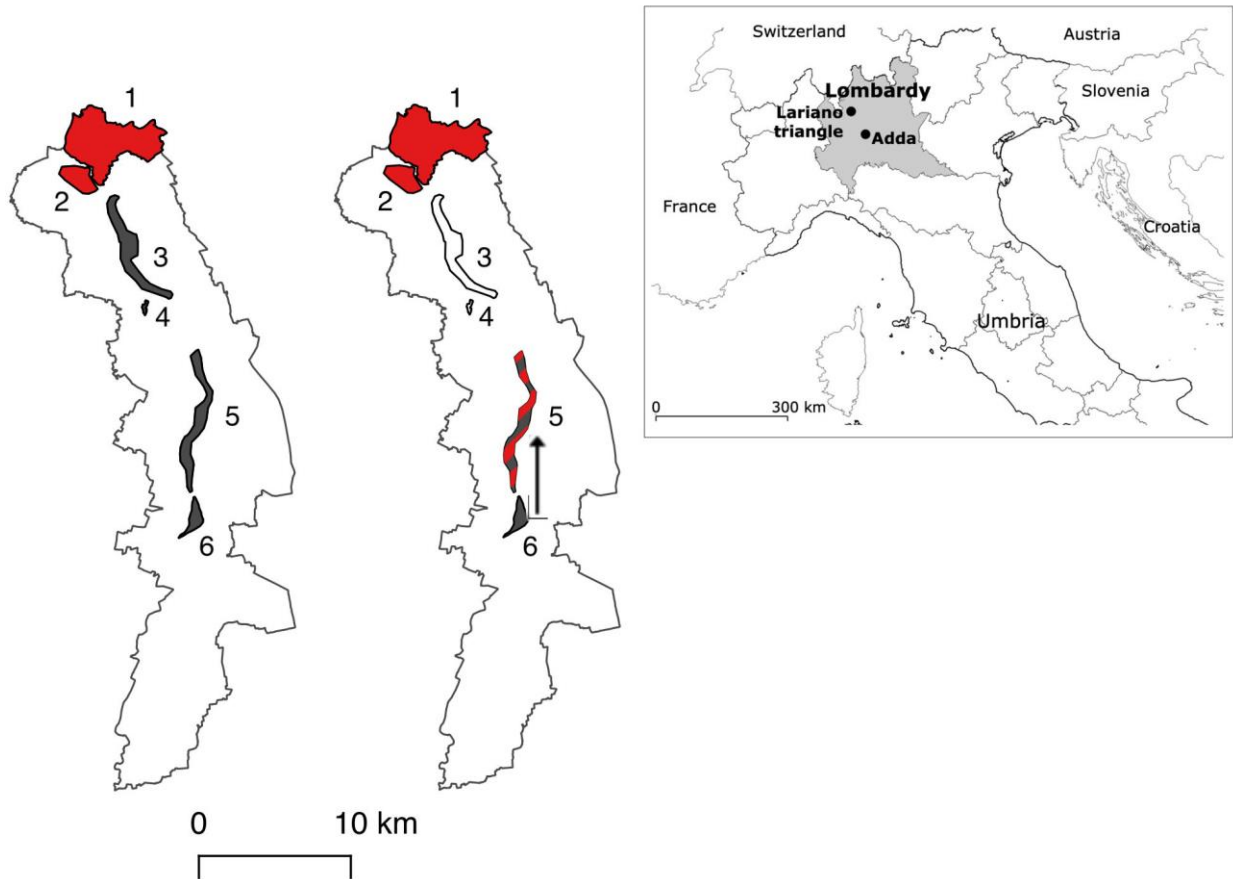 1
2
3
4
5
6
1
2
3
4
5
6
0 10 km
Switzerland
Austria
Lømbardy
Slovenia
Lariano
triangle
Adda
France
Croatia
Umbria
0 300 km